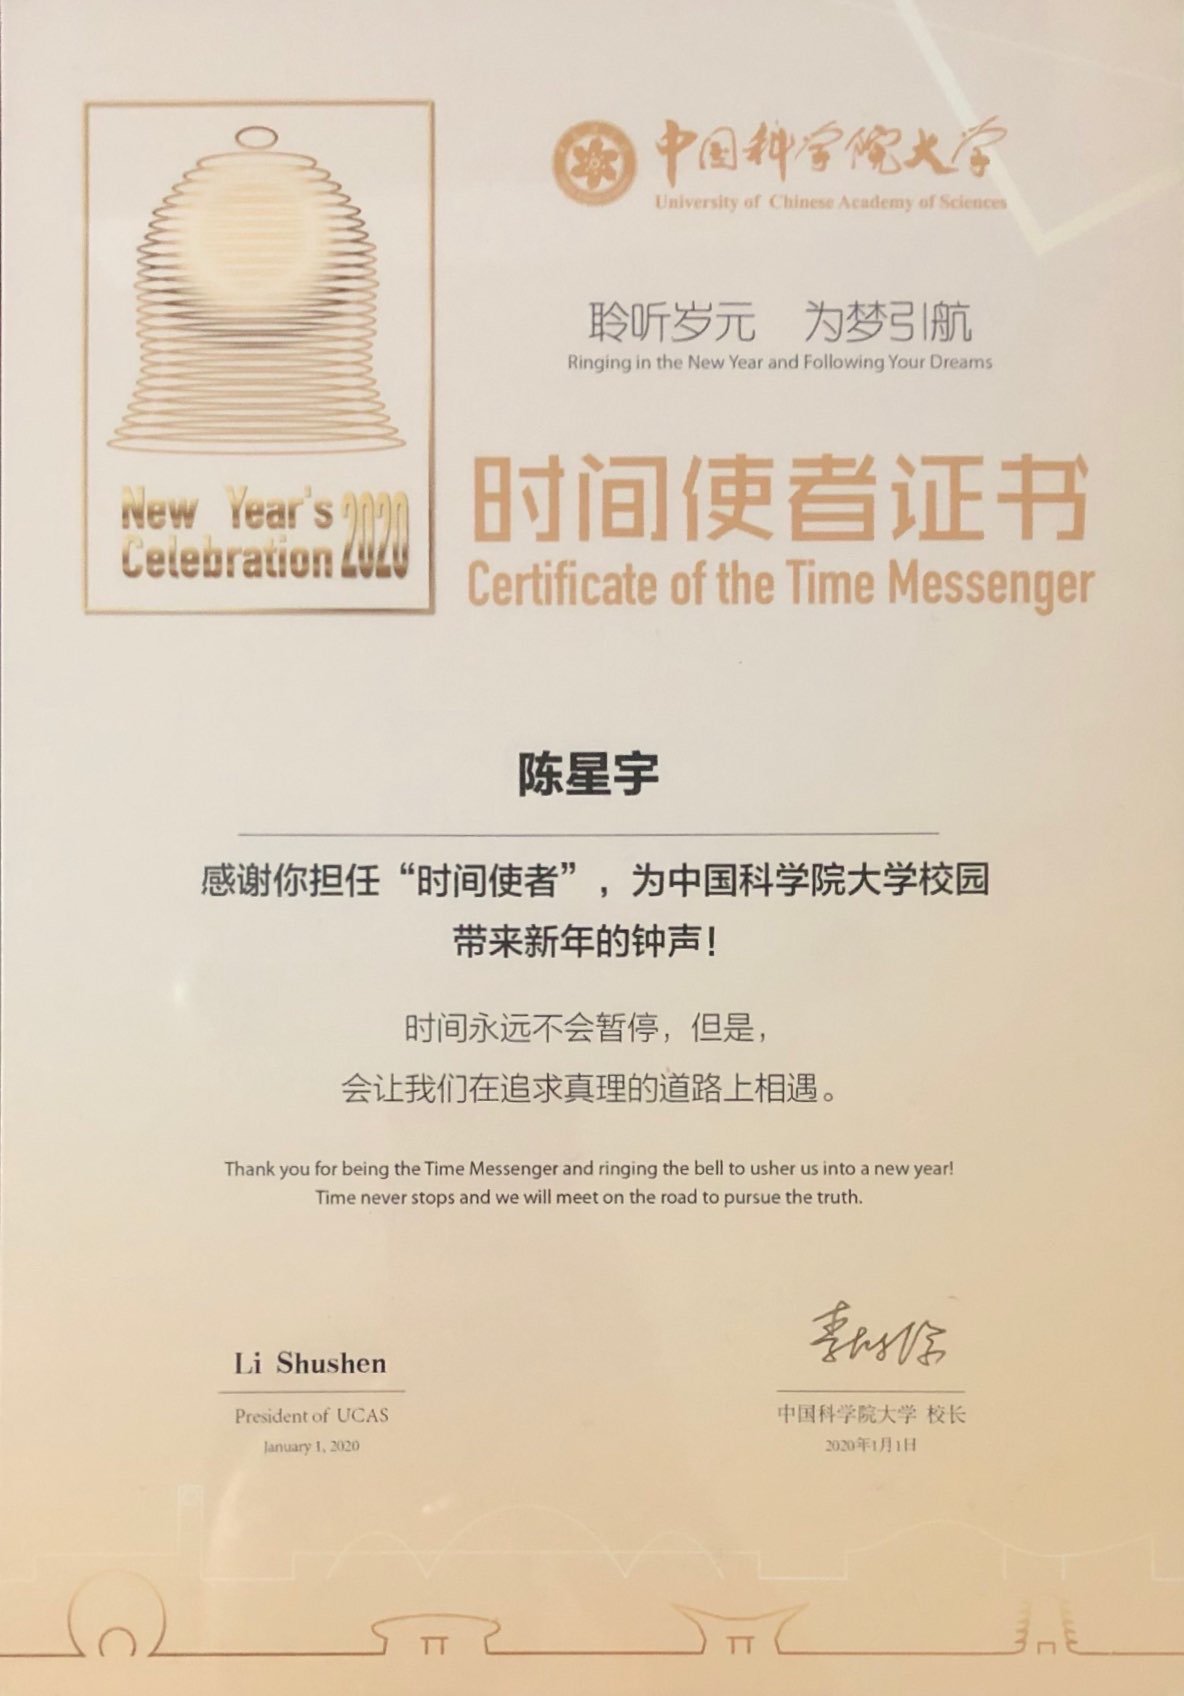 中国科学院大学
University of Chinese Academy of Sciences
聆听岁元 为梦引航
Ringing in the New Year and Following Your Dreams
New Year's
Celebration 2020
时间使者证书
Certificate of the Time Messenger
陈星宇
感谢你担任“时间使者”，为中国科学院大学校园
带来新年的钟声！
时间永远不会暂停，但是，
会让我们在追求真理的道路上相遇。
Thank you for being the Time Messenger and ringing the bell to usher us into a new year!
Time never stops and we will meet on the road to pursue the truth.
Li Shushen
President of UCAS
January 1, 2020
李树深
中国科学院大学 校长
2020年1月1日